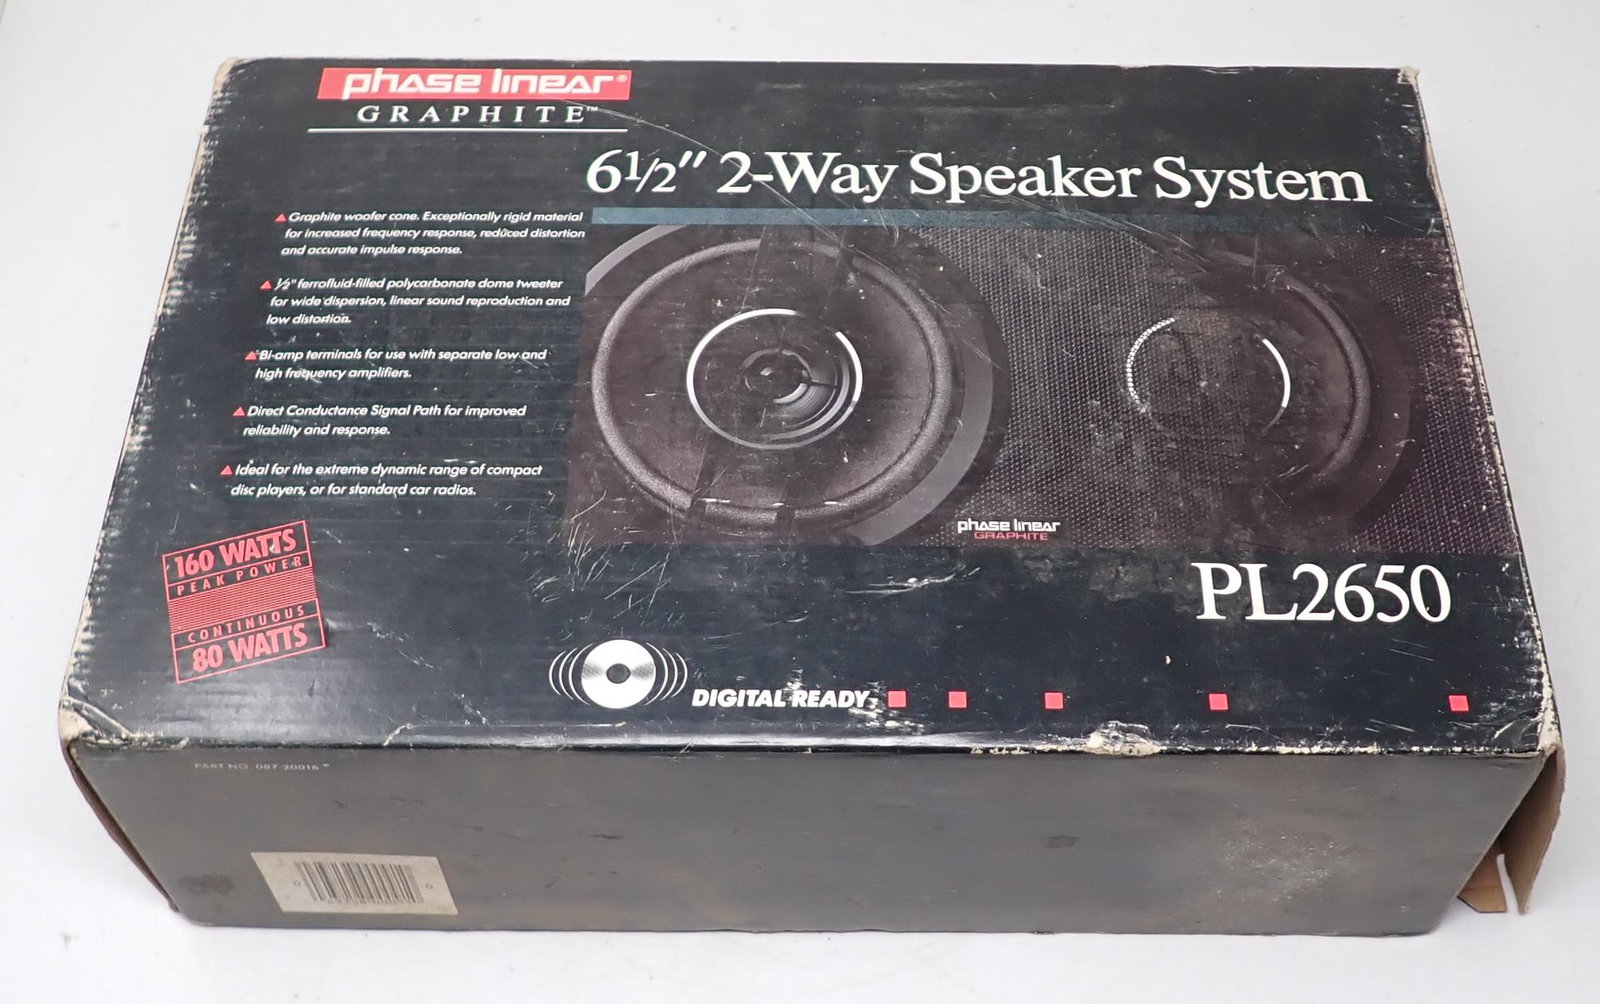 phase linear®
GRAPHITE™
6½" 2-Way Speaker System
Graphite woofer cone. Exceptionally rigid material
for increased frequency response, reduced distortion
and accurate impulse response.
½" ferrofluid-filled polycarbonate dome tweeter
for wide dispersion, linear sound reproduction and
low distortion.
Bi-amp terminals for use with separate low and
high frequency amplifiers.
Direct Conductance Signal Path for improved
reliability and response.
Ideal for the extreme dynamic range of compact
disc players, or for standard car radios.
phase linear
GRAPHITE
160 WATTS
PEAK POWER
CONTINUOUS
80 WATTS
PL2650
DIGITAL READY
PART NO. 087-20016